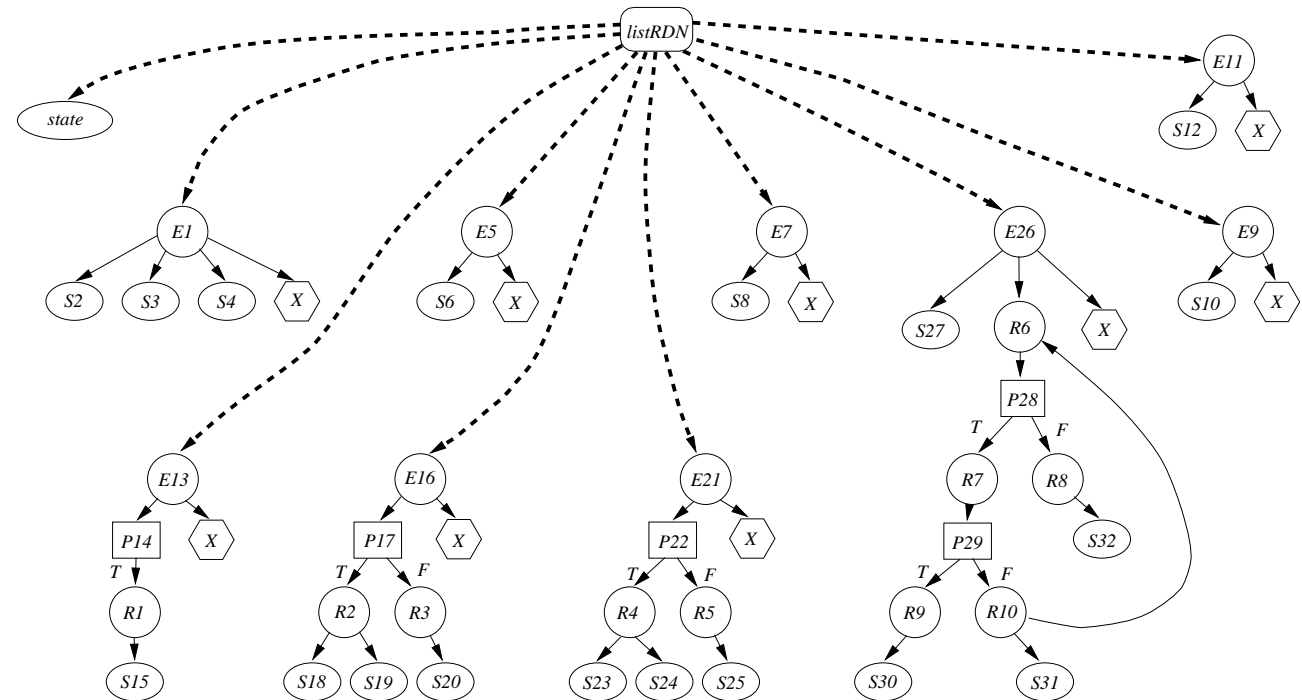 listRDN
E11
state
S12
X
E1
E5
E7
E26
E9
S2
S3
S4
X
S6
X
S8
X
S27
R6
X
S10
X
P28
T
F
E13
E16
E21
R7
R8
P14
X
P17
X
P22
X
P29
S32
T
T
F
T
F
T
F
R1
R2
R3
R4
R5
R9
R10
S15
S18
S19
S20
S23
S24
S25
S30
S31